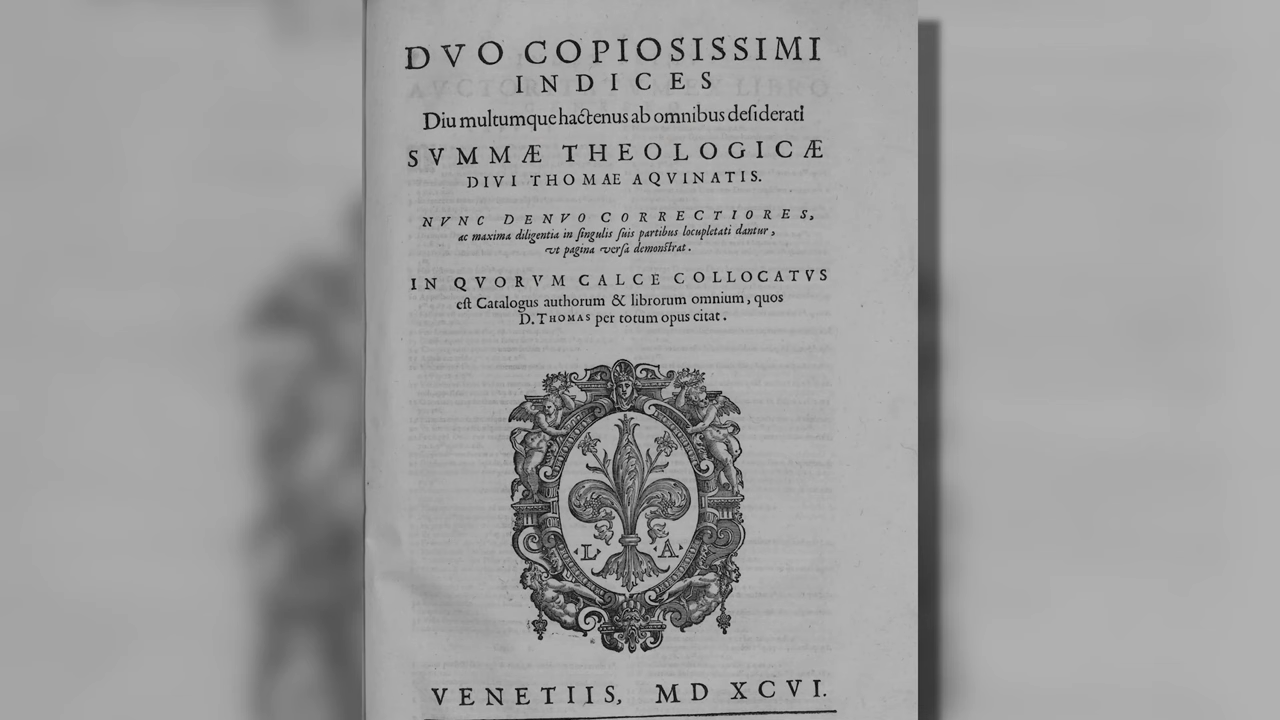 DVO COPIOSISSIMI
INDICES
Diu multumque hactenus ab omnibus desiderati
SVMMÆ THEOLOGICÆ
DIVI THOMAE AQVINATIS.
NVNC DENVO CORRECTIORES,
ac maxima diligentia in singulis suis partibus locupletati dantur,
vt pagina versa demonstrat.
IN QVORVM CALCE COLLOCATVS
est Catalogus authorum & librorum omnium, quos
D. THOMAS per totum opus citat.
L A
VENETIIS, MD XCVI.